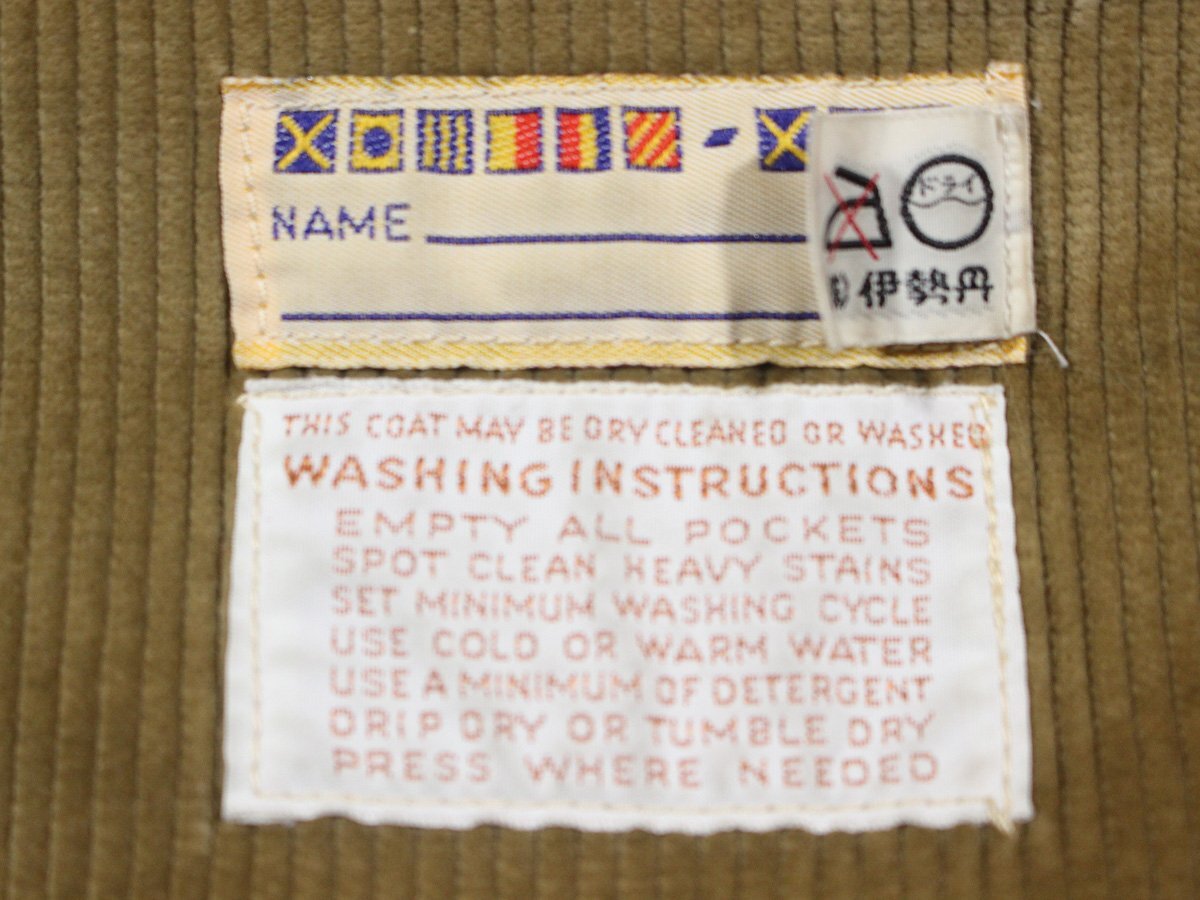 NAME
ドライ
伊勢丹
THIS COAT MAY BE DRY CLEANED OR WASHED
WASHING INSTRUCTIONS
EMPTY ALL POCKETS
SPOT CLEAN HEAVY STAINS
SET MINIMUM WASHING CYCLE
USE COLD OR WARM WATER
USE A MINIMUM OF DETERGENT
DRIP DRY OR TUMBLE DRY
PRESS WHERE NEEDED